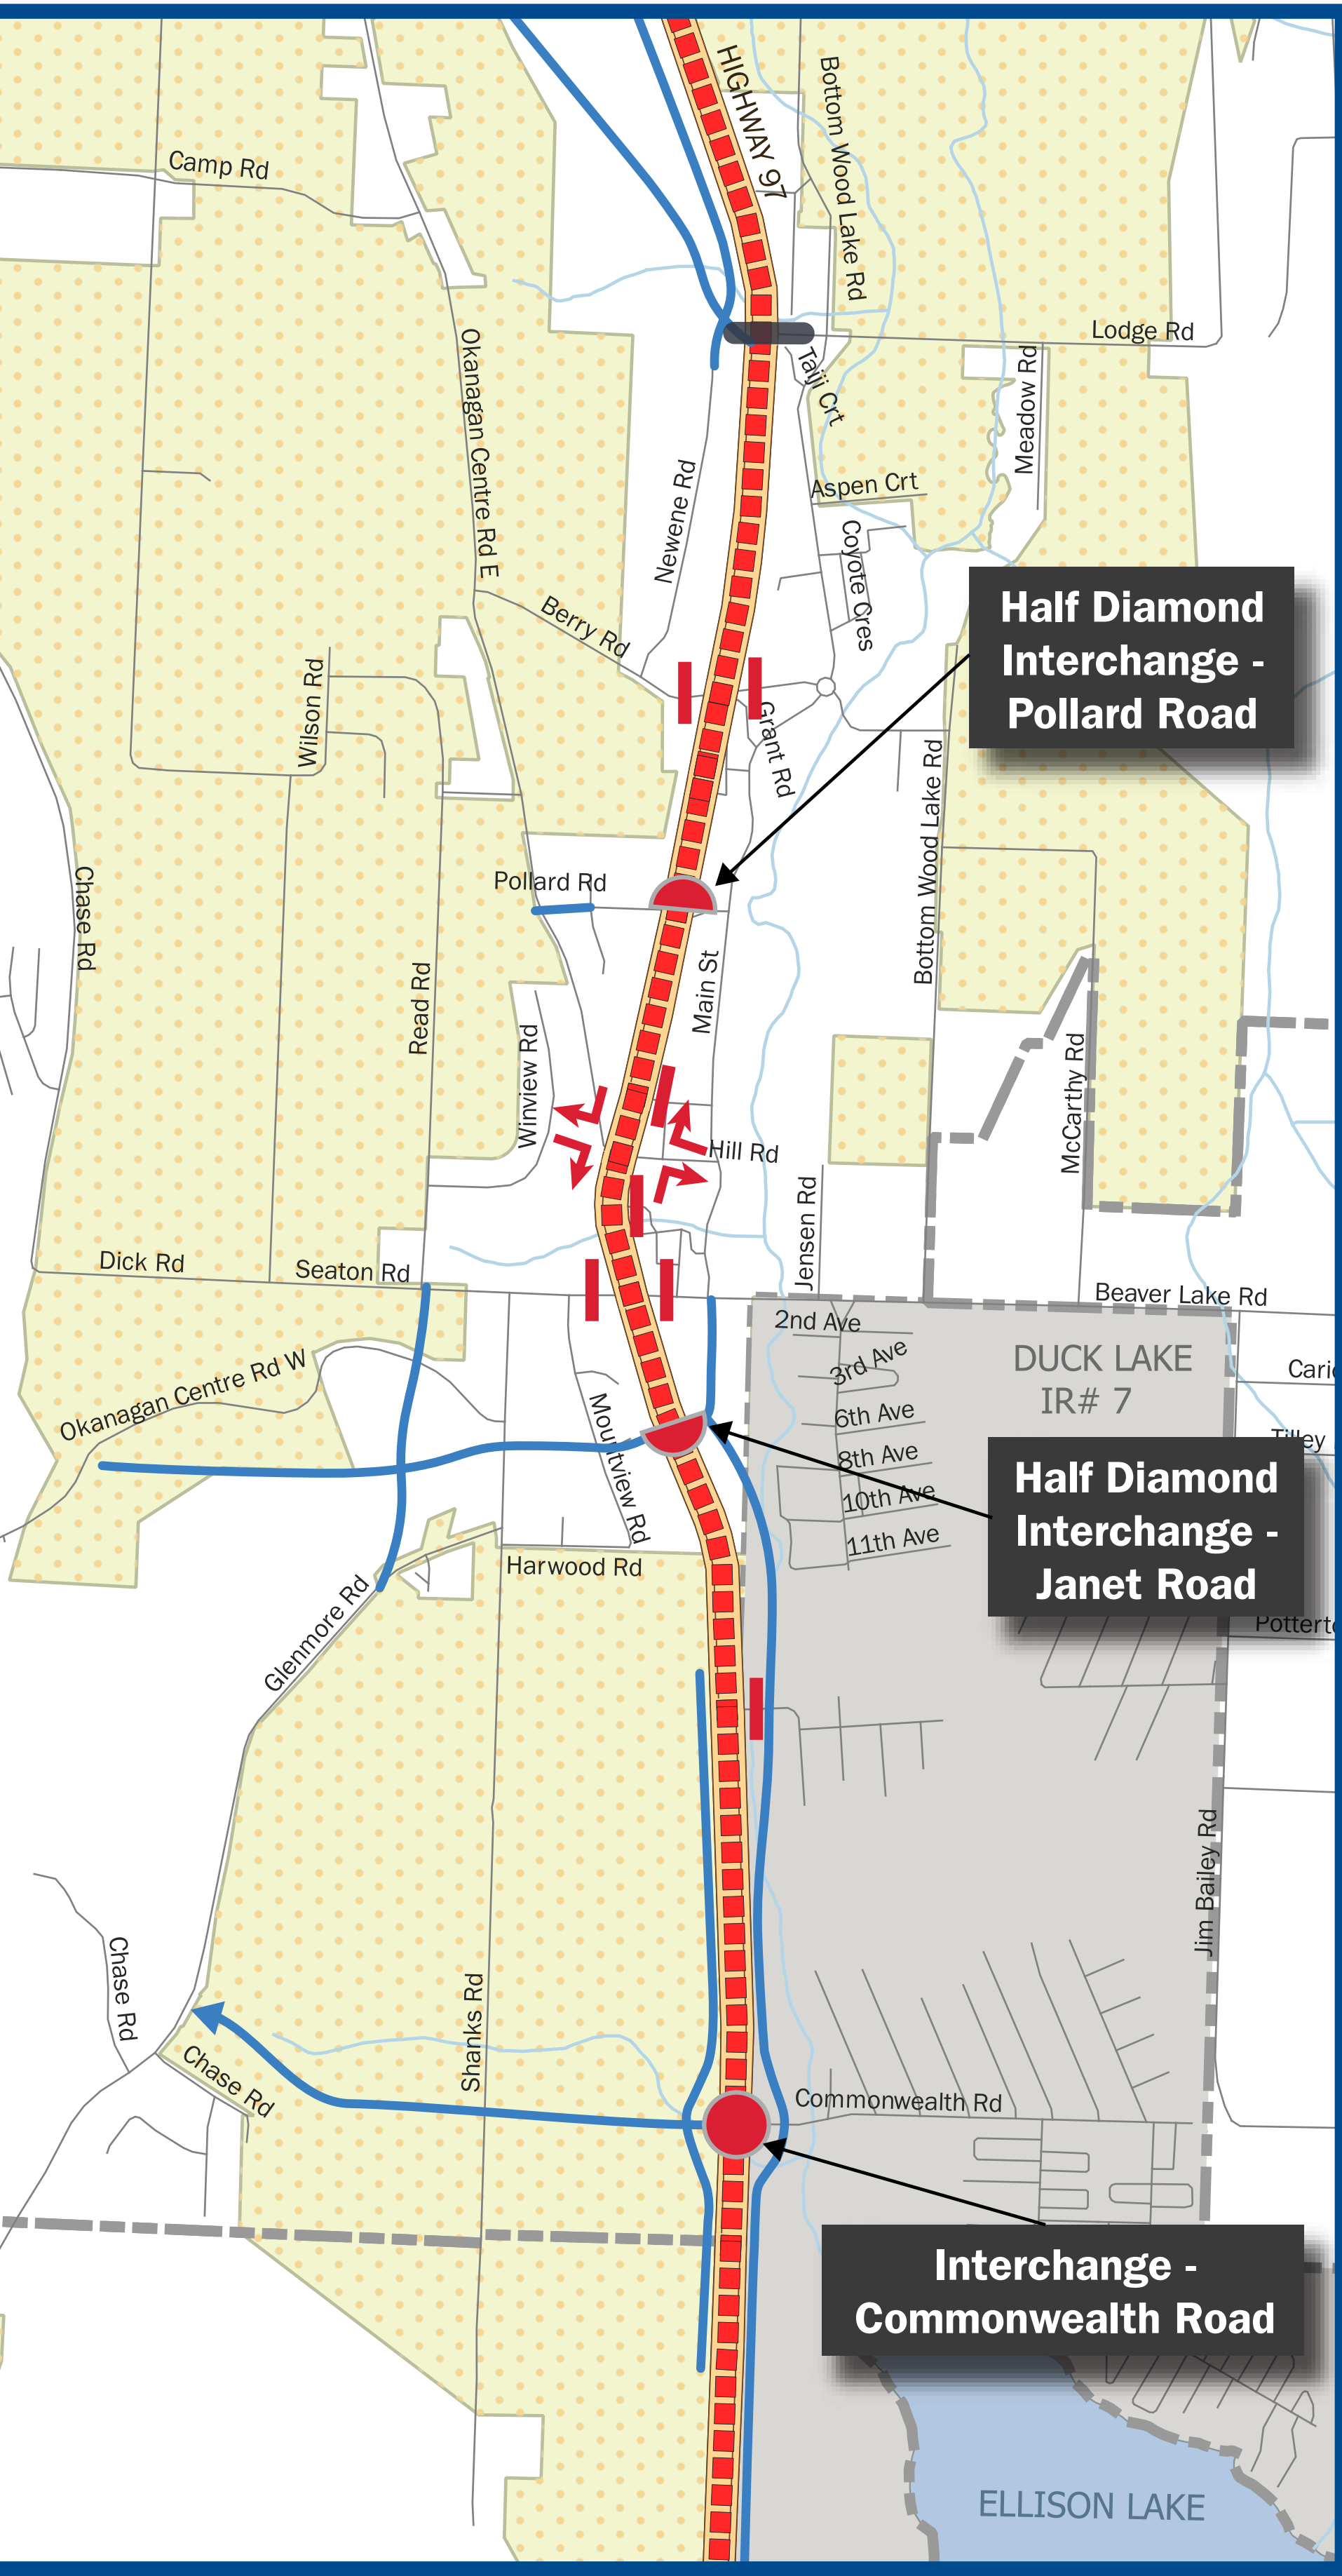 HIGHWAY 97
Bottom Wood Lake Rd
Camp Rd
Okanagan Centre Rd E
Lodge Rd
Taiji Crt
Meadow Rd
Newene Rd
Aspen Crt
Coyote Cres
Berry Rd
Half Diamond
Interchange -
Pollard Road
Wilson Rd
Grant Rd
Bottom Wood Lake Rd
Chase Rd
Pollard Rd
Read Rd
Main St
Winview Rd
McCarthy Rd
Hill Rd
Jensen Rd
Dick Rd
Seaton Rd
Beaver Lake Rd
2nd Ave
3rd Ave
DUCK LAKE
IR# 7
Okanagan Centre Rd W
6th Ave
Mountview Rd
8th Ave
Tilley
10th Ave
Half Diamond
Interchange -
Janet Road
11th Ave
Harwood Rd
Glenmore Rd
Jim Bailey Rd
Chase Rd
Shanks Rd
Chase Rd
Commonwealth Rd
Interchange -
Commonwealth Road
ELLISON LAKE